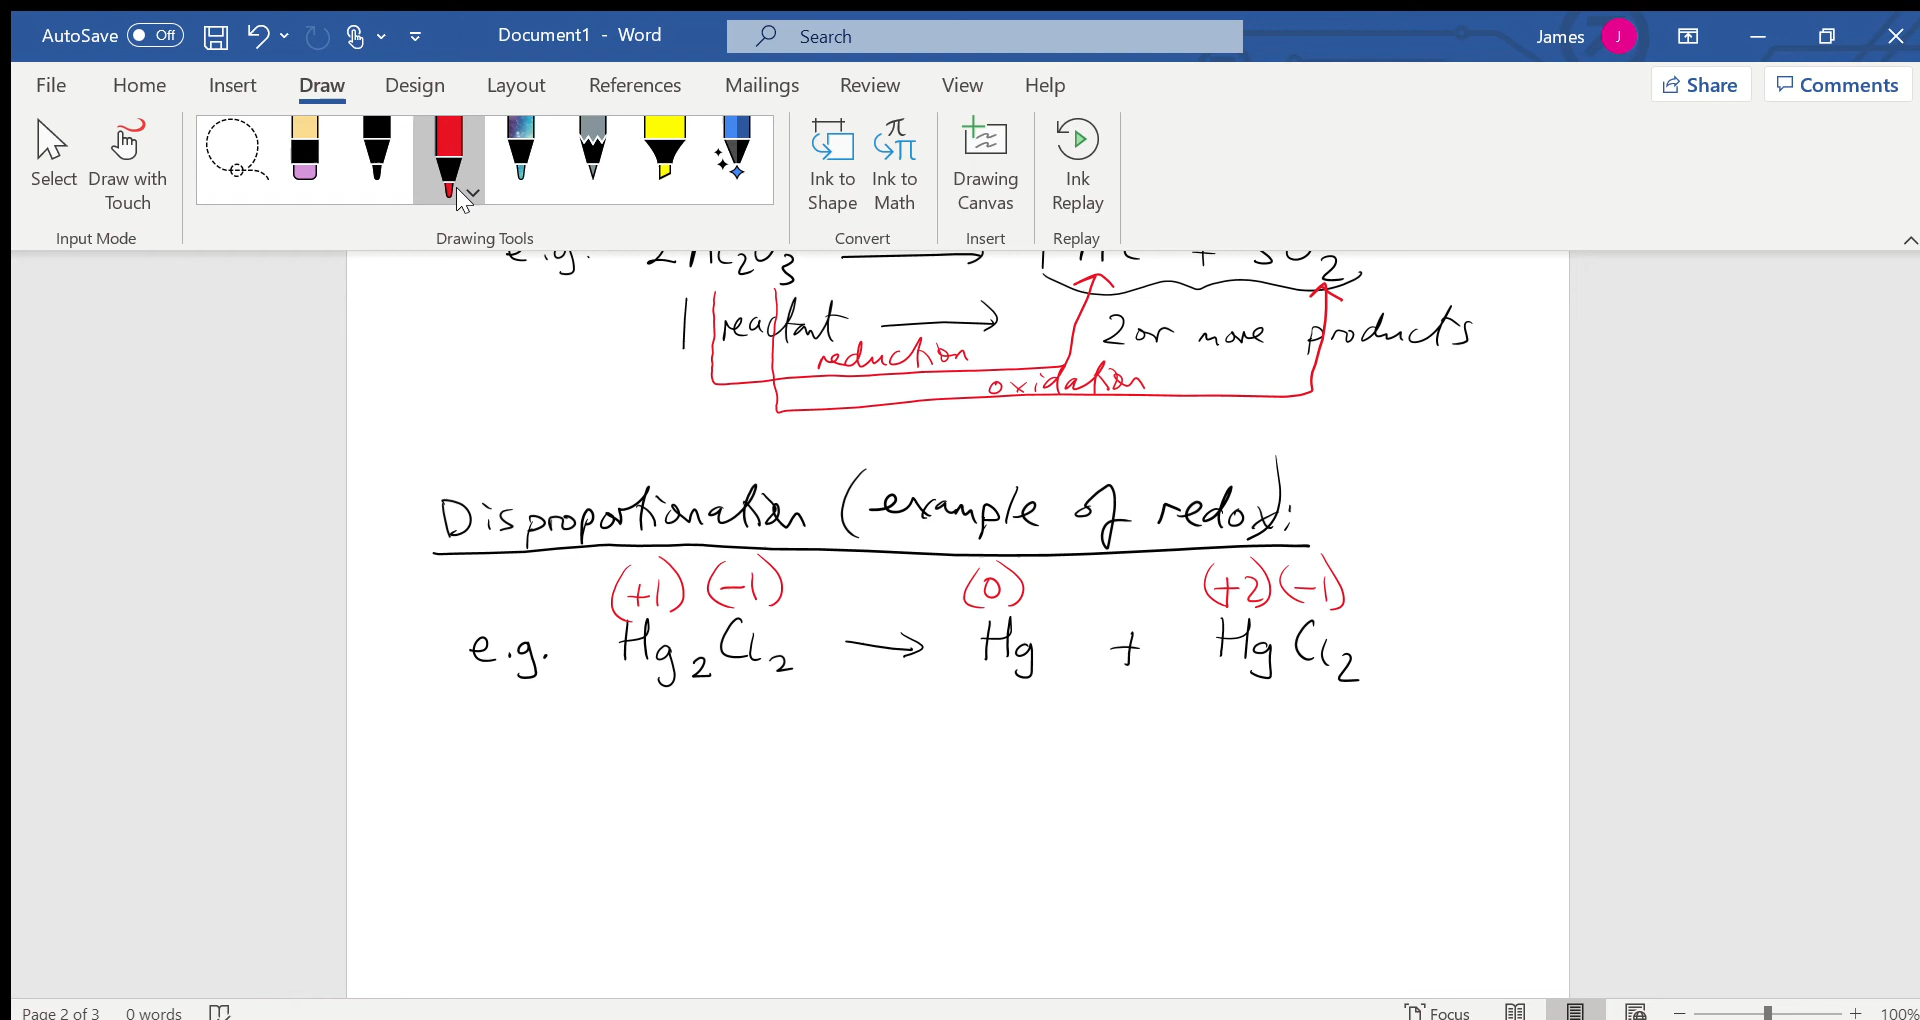 AutoSave Off Document1 - Word Search James J
File Home Insert Draw Design Layout References Mailings Review View Help Share Comments
Select Draw with Touch Ink to Shape Ink to Math Drawing Canvas Ink Replay
Input Mode Drawing Tools Convert Insert Replay
e.g. 2Al₂O₃ → + 3O₂
1 reactant → 2 or more products
reduction
oxidation
Disproportionation (example of redox):
(+1) (-1) (0) (+2) (-1)
e.g. Hg₂Cl₂ → Hg + HgCl₂
Page 2 of 3 0 words Focus 100%